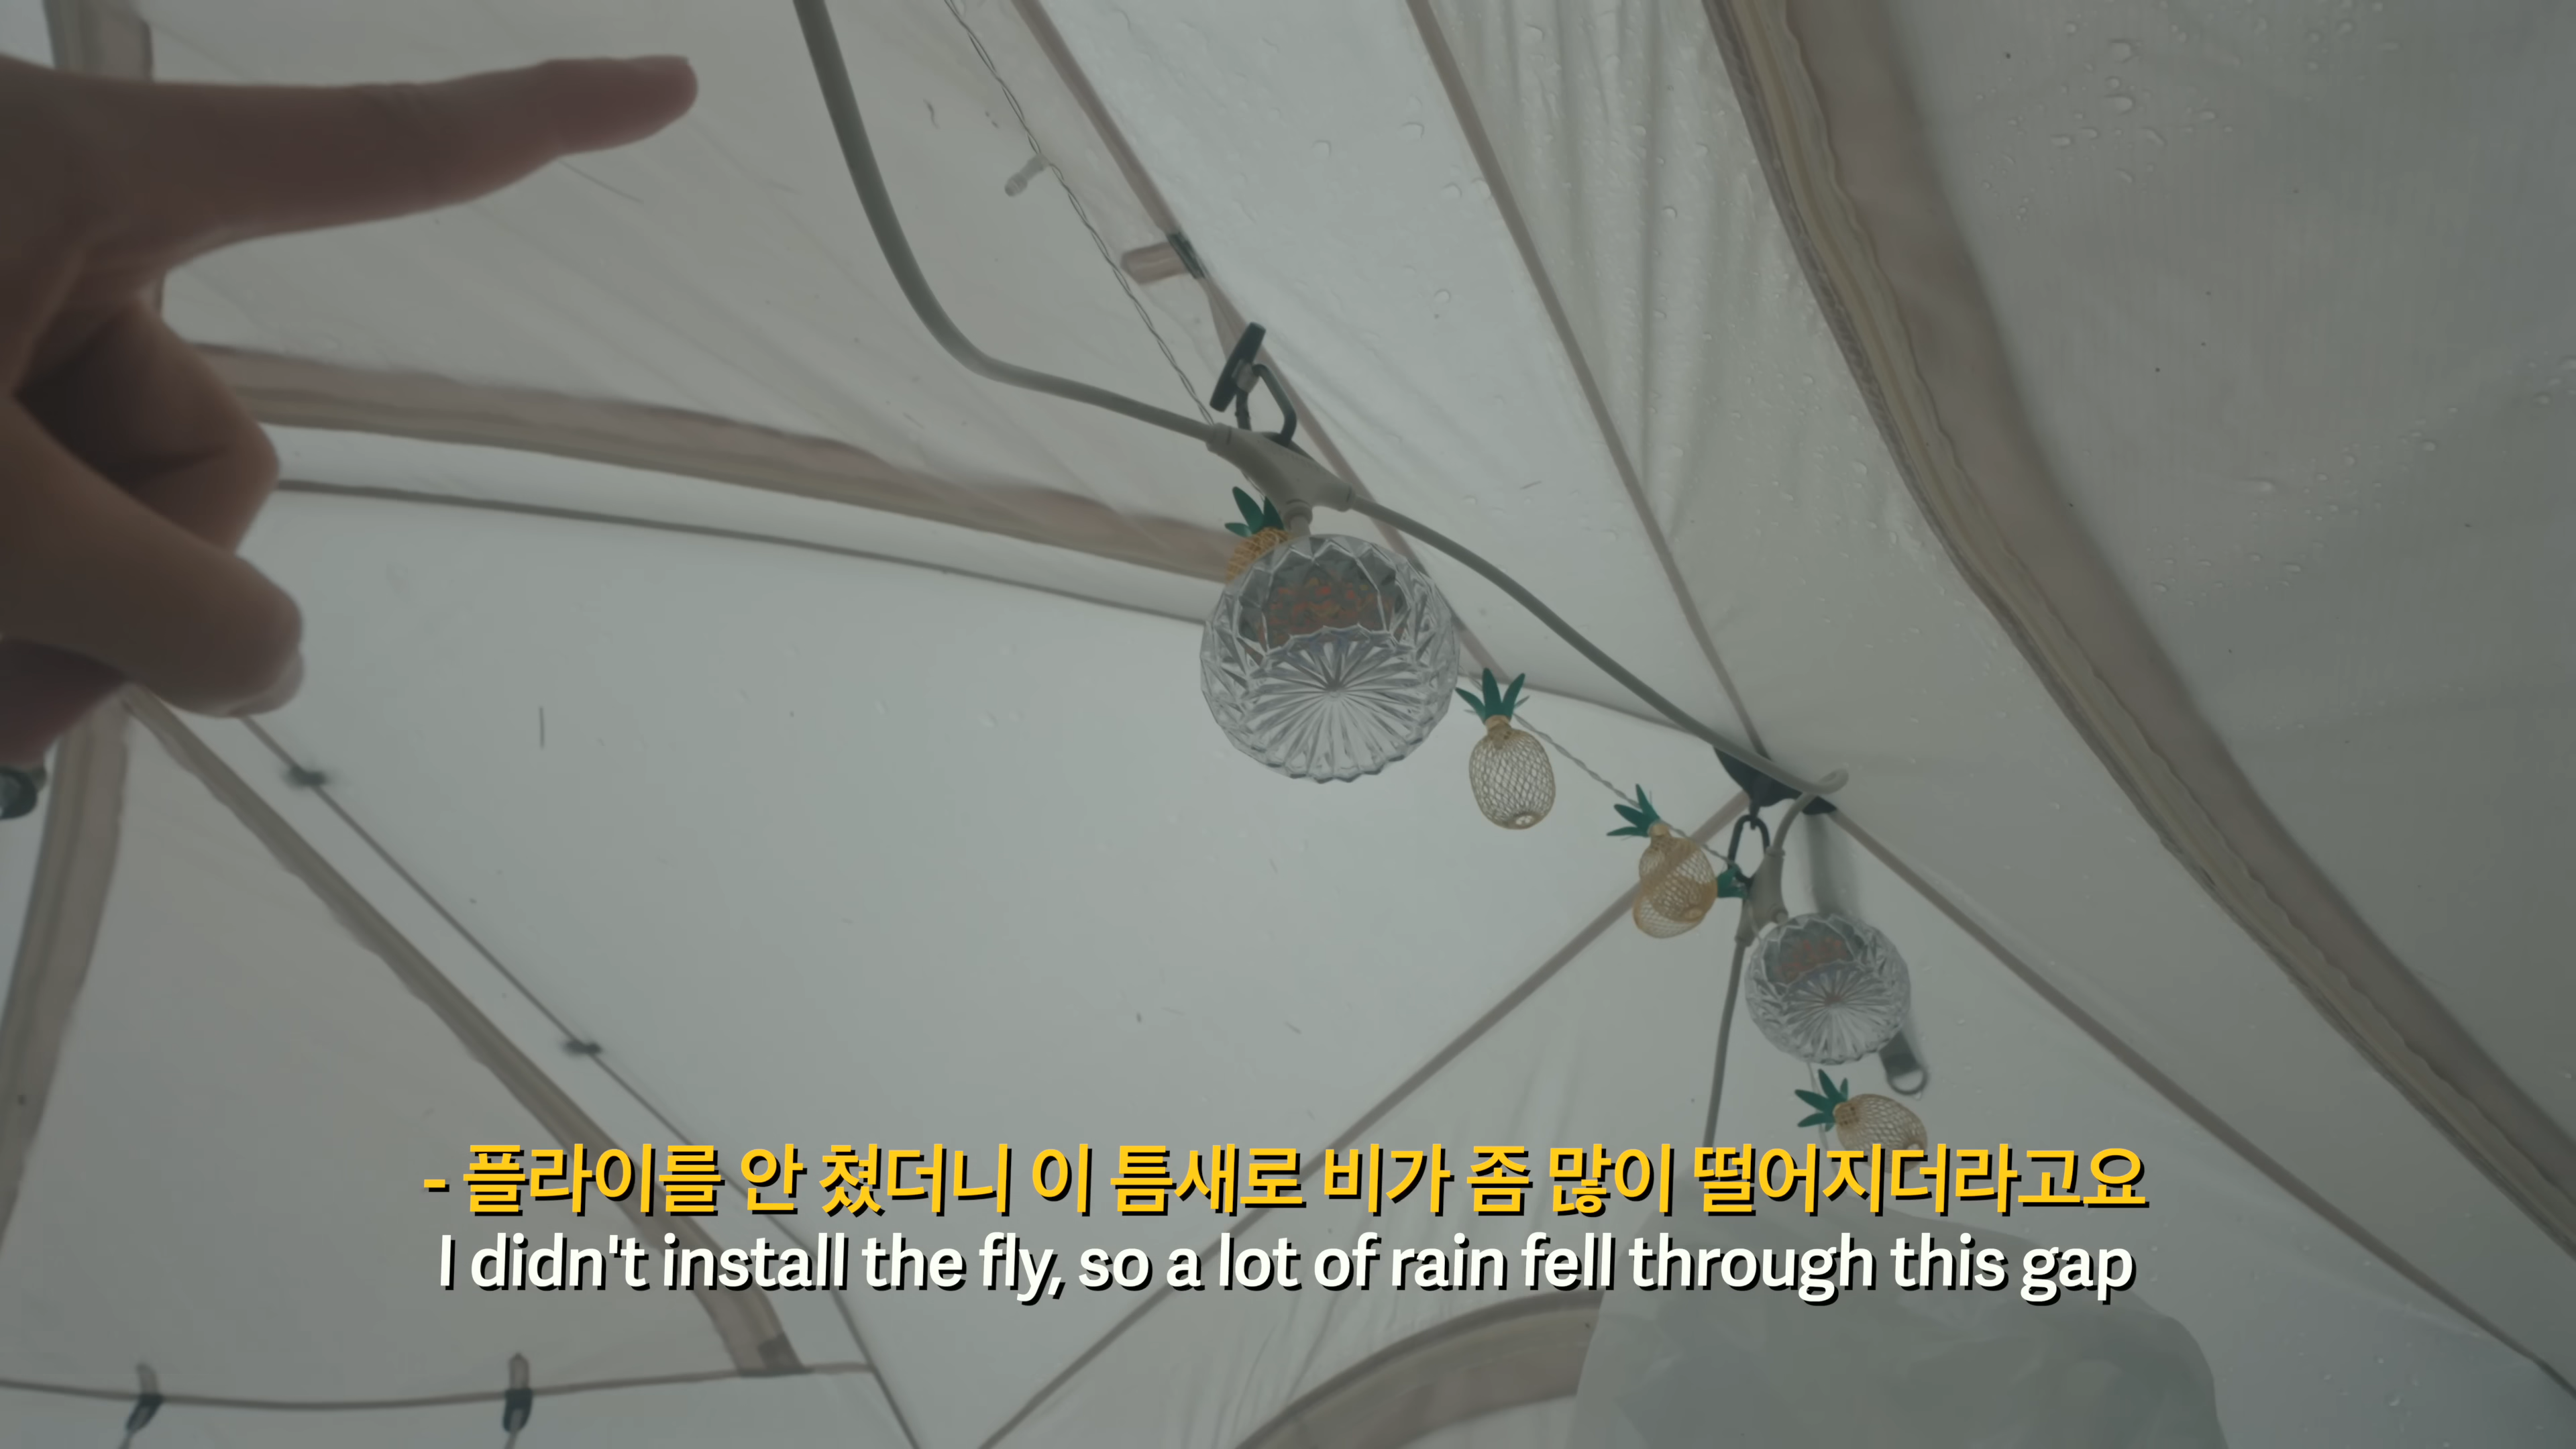 - 플라이를 안 쳤더니 이 틈새로 비가 좀 많이 떨어지더라고요
I didn't install the fly, so a lot of rain fell through this gap